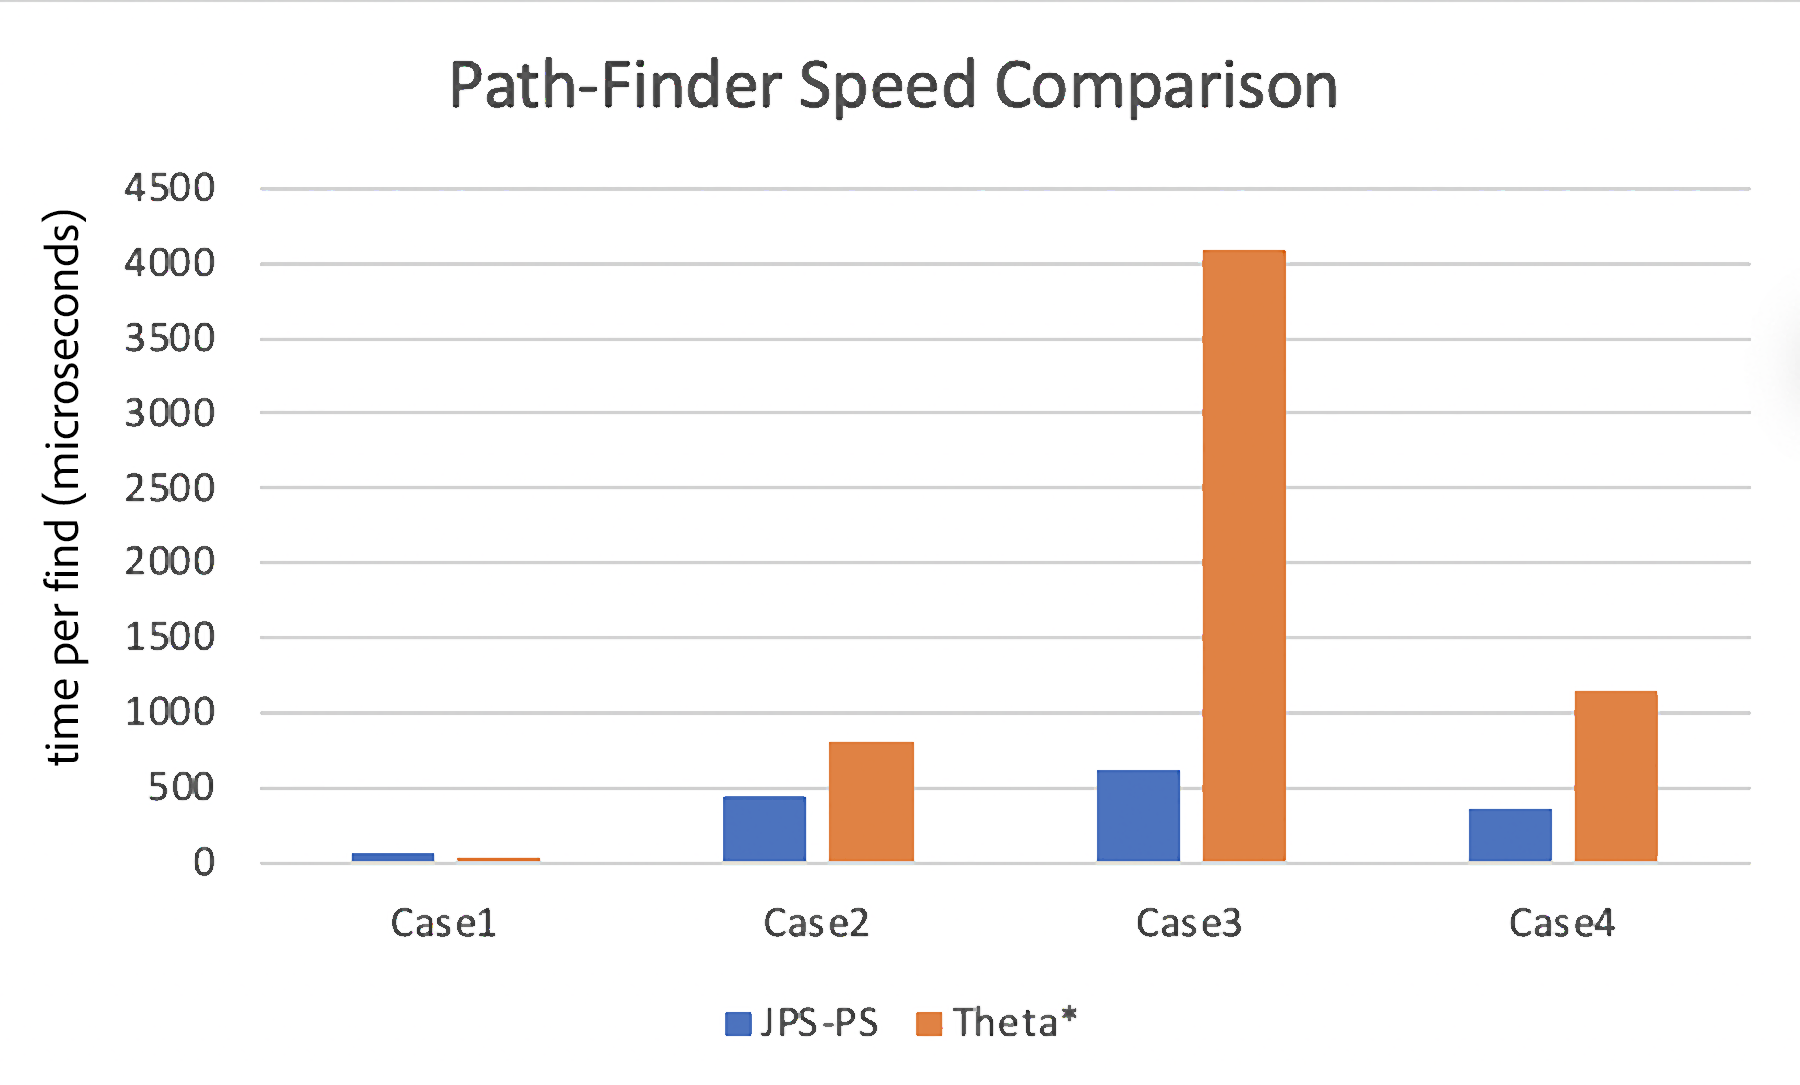 Path-Finder Speed Comparison
time per find (microseconds)
4500
4000
3500
3000
2500
2000
1500
1000
500
0
Case1 Case2 Case3 Case4
JPS-PS Theta*